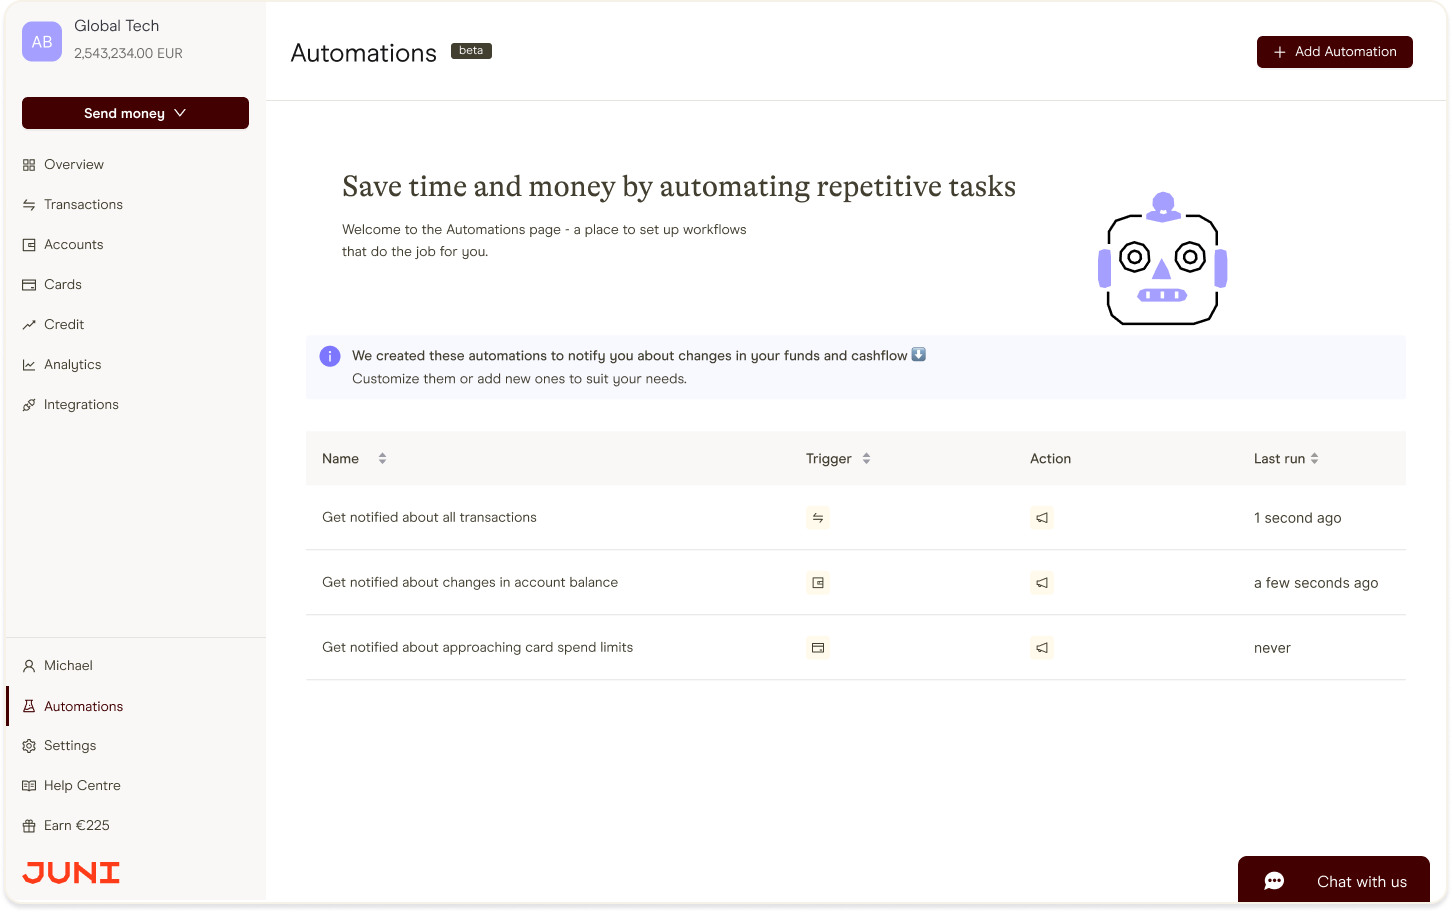 AB
Global Tech
2,543,234.00 EUR
Send money
Overview
Transactions
Accounts
Cards
Credit
Analytics
Integrations
Michael
Automations
Settings
Help Centre
Earn €225
JUNI
Automations beta
+ Add Automation
Save time and money by automating repetitive tasks
Welcome to the Automations page - a place to set up workflows
that do the job for you.
We created these automations to notify you about changes in your funds and cashflow ⬇️
Customize them or add new ones to suit your needs.
Name Trigger Action Last run
Get notified about all transactions 1 second ago
Get notified about changes in account balance a few seconds ago
Get notified about approaching card spend limits never
Chat with us